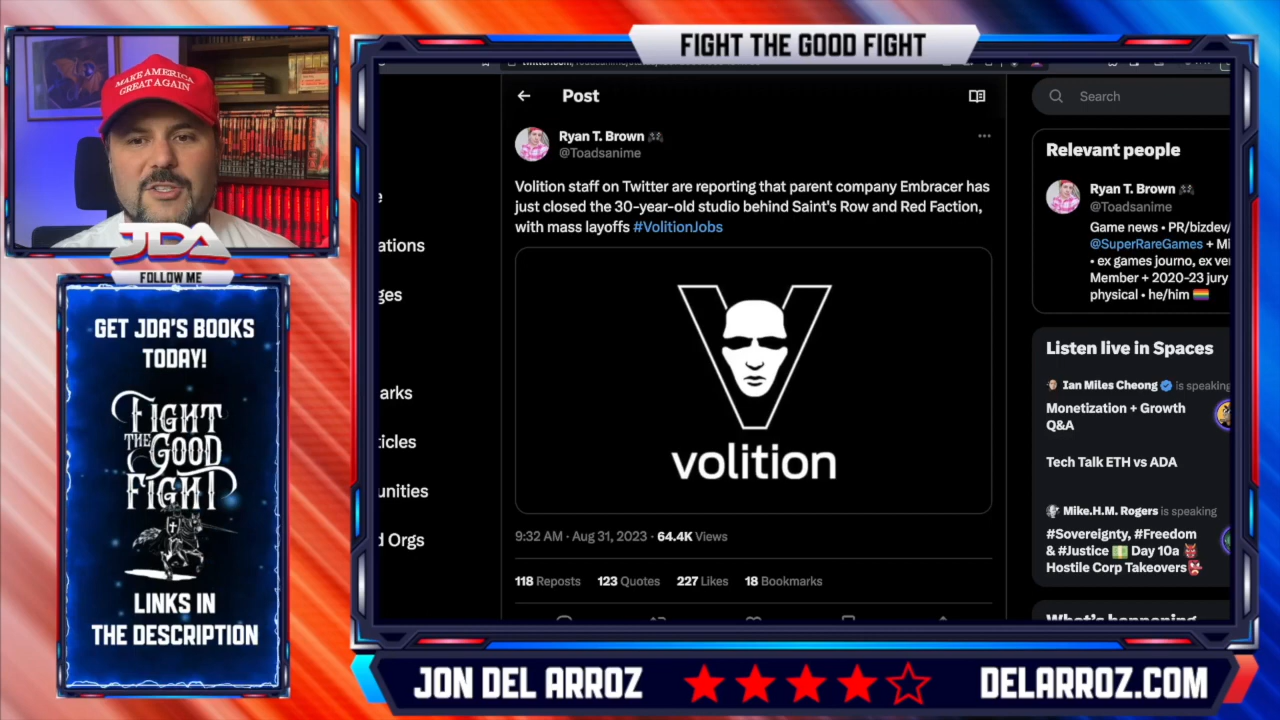 MAKE AMERICA
GREAT AGAIN
JDA
FOLLOW ME
GET JDA'S BOOKS
TODAY!
FIGHT
THE GOOD
FIGHT
LINKS IN
THE DESCRIPTION
FIGHT THE GOOD FIGHT
Post
Ryan T. Brown
@Toadsanime
Volition staff on Twitter are reporting that parent company Embracer has
just closed the 30-year-old studio behind Saint's Row and Red Faction,
with mass layoffs #VolitionJobs
volition
9:32 AM · Aug 31, 2023 · 64.4K Views
118 Reposts 123 Quotes 227 Likes 18 Bookmarks
Search
Relevant people
Ryan T. Brown
@Toadsanime
Game news • PR/bizdev/
@SuperRareGames + Mi
• ex games journo, ex ve
Member + 2020-23 jury
physical • he/him
Listen live in Spaces
Ian Miles Cheong is speaking
Monetization + Growth
Q&A
Tech Talk ETH vs ADA
Mike.H.M. Rogers is speaking
#Sovereignty, #Freedom
& #Justice Day 10a
Hostile Corp Takeovers
What's happening
e
ations
ges
arks
icles
unities
d Orgs
JON DEL ARROZ
DELARROZ.COM